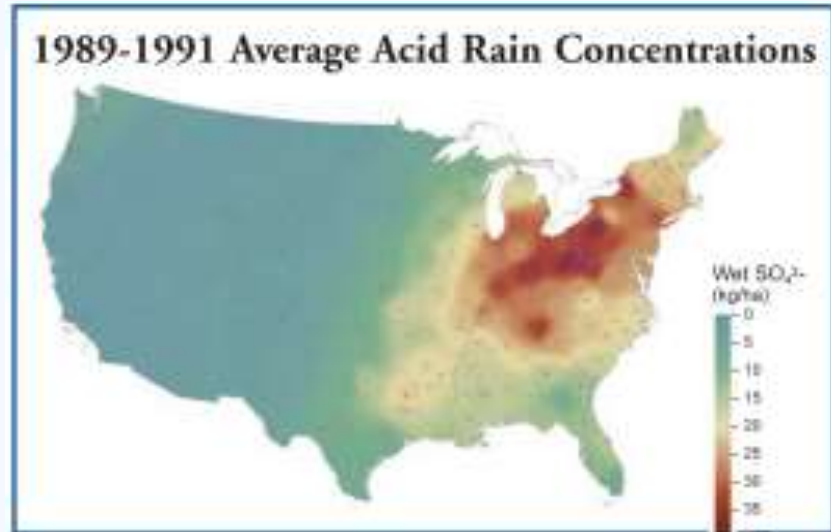 1989-1991 Average Acid Rain Concentrations
Wet SO₄²-
(kg/ha)
0
5
10
15
20
25
30
35